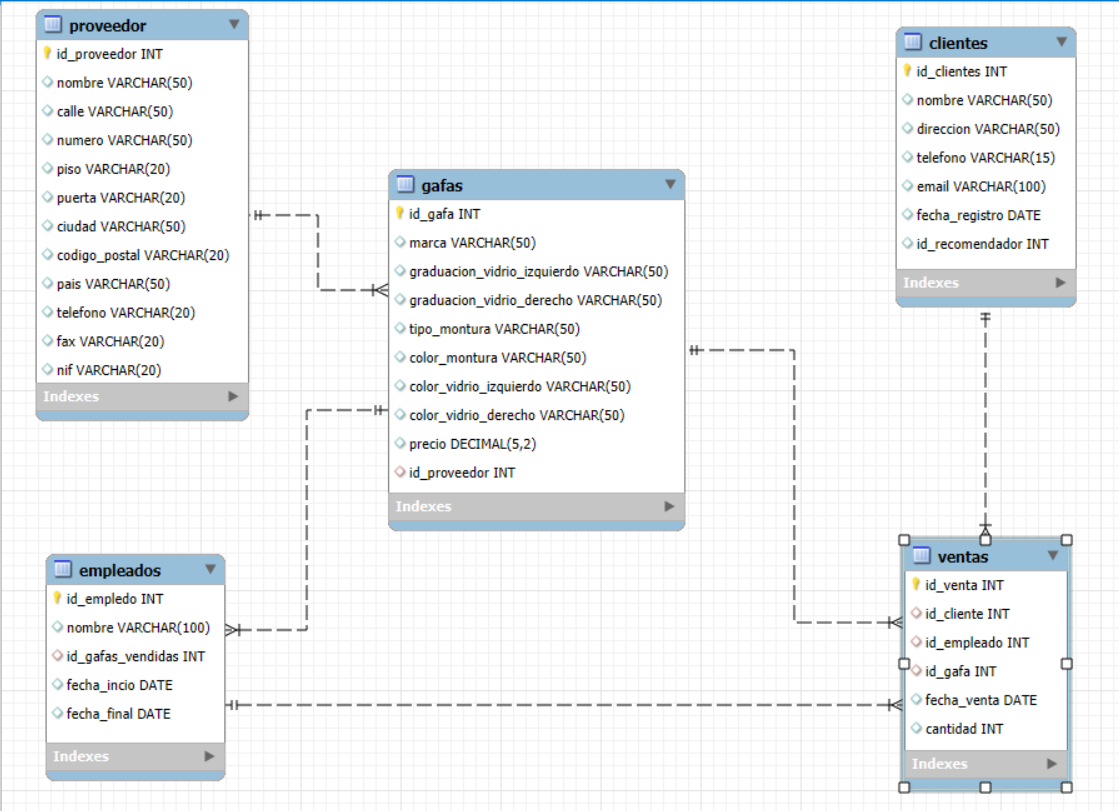 proveedor
id_proveedor INT
nombre VARCHAR(50)
calle VARCHAR(50)
numero VARCHAR(50)
piso VARCHAR(20)
puerta VARCHAR(20)
ciudad VARCHAR(50)
codigo_postal VARCHAR(20)
pais VARCHAR(50)
telefono VARCHAR(20)
fax VARCHAR(20)
nif VARCHAR(20)
Indexes
clientes
id_clientes INT
nombre VARCHAR(50)
direccion VARCHAR(50)
telefono VARCHAR(15)
email VARCHAR(100)
fecha_registro DATE
id_recomendador INT
Indexes
gafas
id_gafa INT
marca VARCHAR(50)
graduacion_vidrio_izquierdo VARCHAR(50)
graduacion_vidrio_derecho VARCHAR(50)
tipo_montura VARCHAR(50)
color_montura VARCHAR(50)
color_vidrio_izquierdo VARCHAR(50)
color_vidrio_derecho VARCHAR(50)
precio DECIMAL(5,2)
id_proveedor INT
Indexes
empleados
id_empledo INT
nombre VARCHAR(100)
id_gafas_vendidas INT
fecha_incio DATE
fecha_final DATE
Indexes
ventas
id_venta INT
id_cliente INT
id_empleado INT
id_gafa INT
fecha_venta DATE
cantidad INT
Indexes